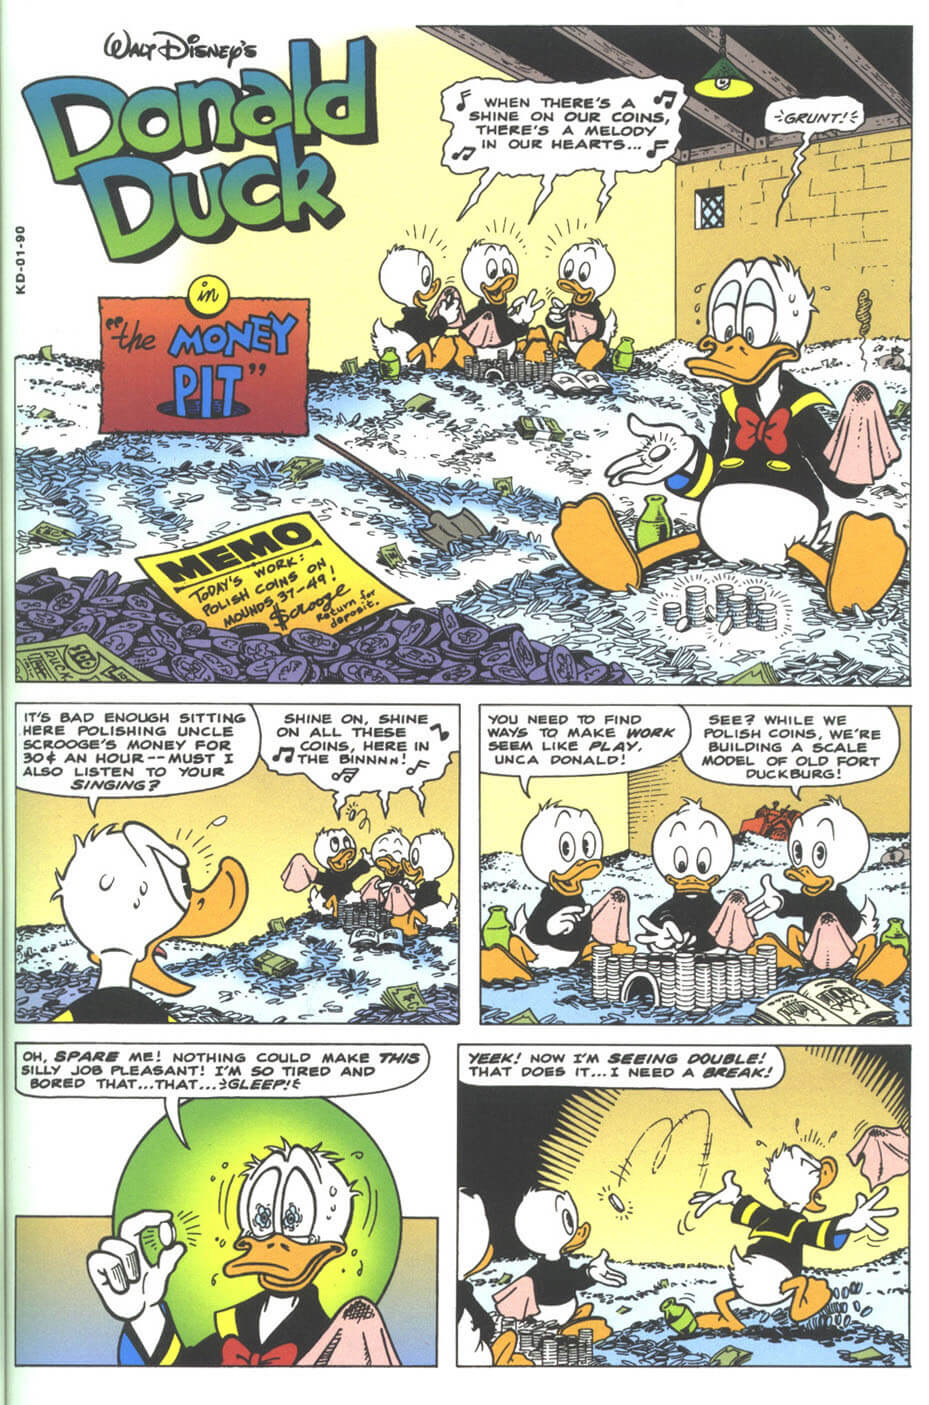 WALT DISNEY'S
Donald
Duck
in
"the MONEY
PIT"
KD-01-90
WHEN THERE'S A
SHINE ON OUR COINS,
THERE'S A MELODY
IN OUR HEARTS...
GRUNT!
MEMO
TODAY'S WORK:
POLISH COINS ON
MOUNDS 37-49!
$crooge
Return for
deposit.
IT'S BAD ENOUGH SITTING
HERE POLISHING UNCLE
SCROOGE'S MONEY FOR
30¢ AN HOUR--MUST I
ALSO LISTEN TO YOUR
SINGING?
SHINE ON, SHINE
ON ALL THESE
COINS, HERE IN
THE BINNNN!
YOU NEED TO FIND
WAYS TO MAKE WORK
SEEM LIKE PLAY,
UNCA DONALD!
SEE? WHILE WE
POLISH COINS, WE'RE
BUILDING A SCALE
MODEL OF OLD FORT
DUCKBURG!
OH, SPARE ME! NOTHING COULD MAKE THIS
SILLY JOB PLEASANT! I'M SO TIRED AND
BORED THAT...THAT...GLEEP!
YEEK! NOW I'M SEEING DOUBLE!
THAT DOES IT...I NEED A BREAK!